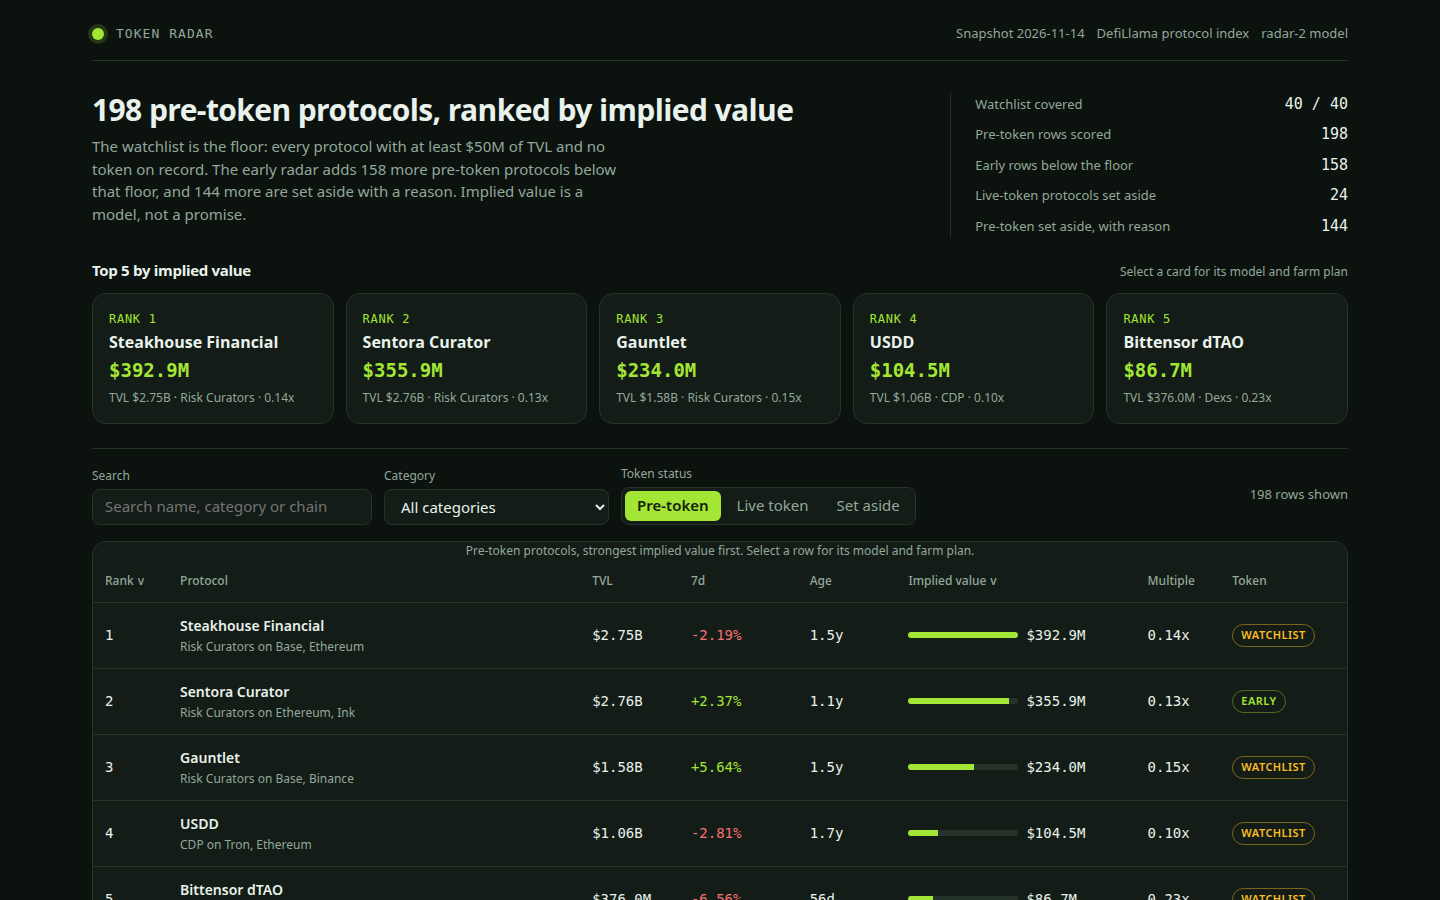 TOKEN RADAR
Snapshot 2026-11-14 DefiLlama protocol index radar-2 model
198 pre-token protocols, ranked by implied value
The watchlist is the floor: every protocol with at least $50M of TVL and no
token on record. The early radar adds 158 more pre-token protocols below
that floor, and 144 more are set aside with a reason. Implied value is a
model, not a promise.
Watchlist covered 40 / 40
Pre-token rows scored 198
Early rows below the floor 158
Live-token protocols set aside 24
Pre-token set aside, with reason 144
Top 5 by implied value
Select a card for its model and farm plan
RANK 1
Steakhouse Financial
$392.9M
TVL $2.75B · Risk Curators · 0.14x
RANK 2
Sentora Curator
$355.9M
TVL $2.76B · Risk Curators · 0.13x
RANK 3
Gauntlet
$234.0M
TVL $1.58B · Risk Curators · 0.15x
RANK 4
USDD
$104.5M
TVL $1.06B · CDP · 0.10x
RANK 5
Bittensor dTAO
$86.7M
TVL $376.0M · Dexs · 0.23x
Search
Search name, category or chain
Category
All categories
Token status
Pre-token Live token Set aside
198 rows shown
Pre-token protocols, strongest implied value first. Select a row for its model and farm plan.
Rank v Protocol TVL 7d Age Implied value v Multiple Token
1 Steakhouse Financial $2.75B -2.19% 1.5y $392.9M 0.14x WATCHLIST
Risk Curators on Base, Ethereum
2 Sentora Curator $2.76B +2.37% 1.1y $355.9M 0.13x EARLY
Risk Curators on Ethereum, Ink
3 Gauntlet $1.58B +5.64% 1.5y $234.0M 0.15x WATCHLIST
Risk Curators on Base, Binance
4 USDD $1.06B -2.81% 1.7y $104.5M 0.10x WATCHLIST
CDP on Tron, Ethereum
5 Bittensor dTAO $376.0M -6.56% 56d $86.7M 0.23x WATCHLIST